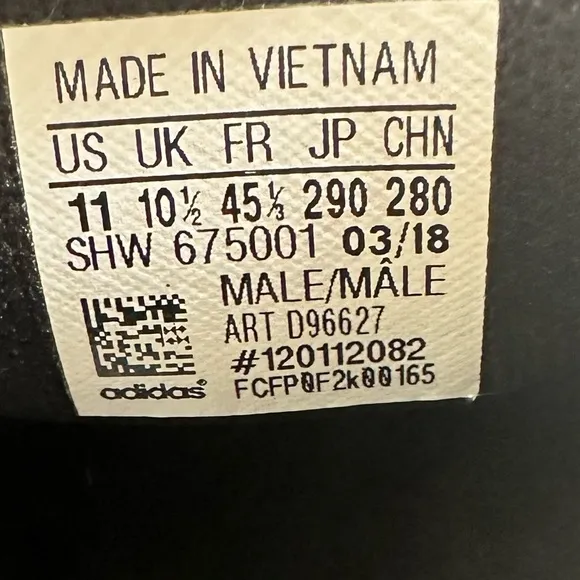 MADE IN VIETNAM
US UK FR JP CHN
11 10½ 45⅓ 290 280
SHW 675001 03/18
MALE/MÂLE
ART D96627
#120112082
adidas® FCFP0F2k00165